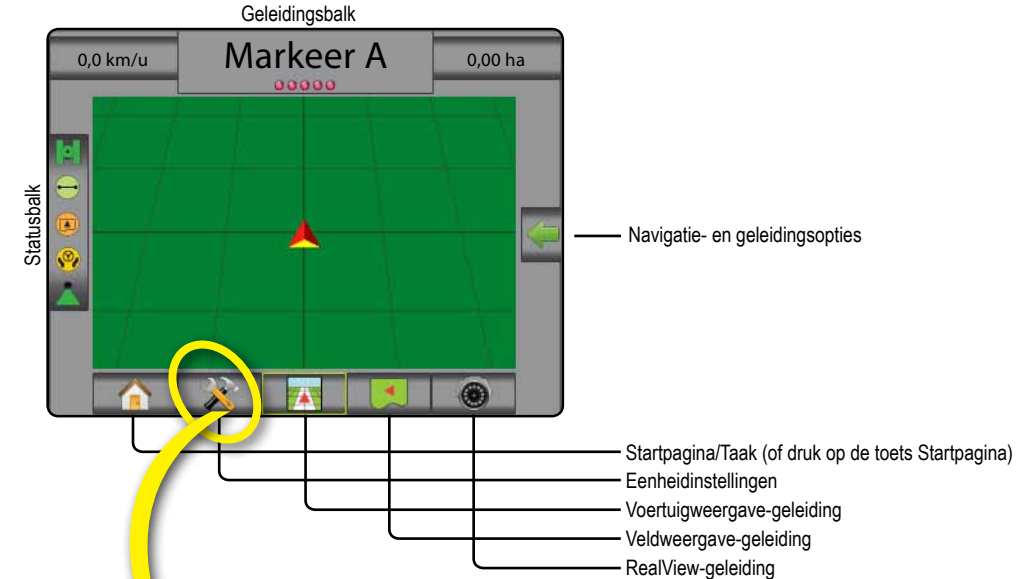 Geleidingsbalk
0,0 km/u
Markeer A
0,00 ha
Statusbalk
Navigatie- en geleidingsopties
Startpagina/Taak (of druk op de toets Startpagina)
Eenheidinstellingen
Voertuigweergave-geleiding
Veldweergave-geleiding
RealView-geleiding